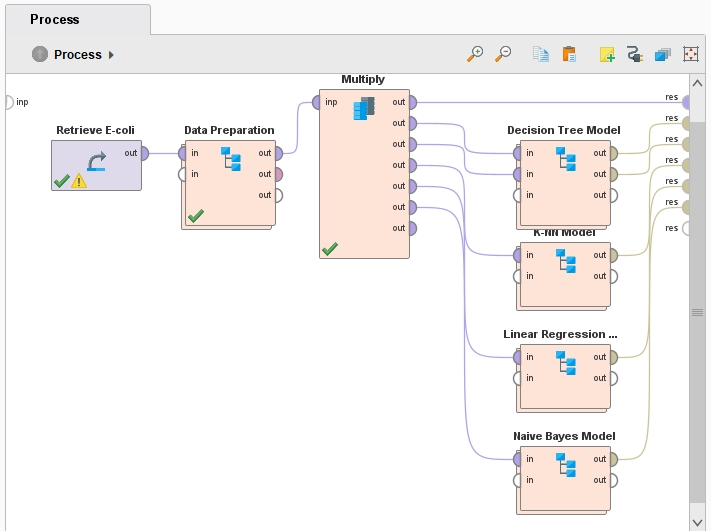 Process
Process
Multiply
inp
inp
out
res
Retrieve E-coli
Data Preparation
Decision Tree Model
out
res
out
in
out
out
in
out
res
in
out
in
out
out
res
out
in
out
out
res
out
res
out
res
K-NN Model
in
out
in
out
Linear Regression ...
in
out
in
out
Naive Bayes Model
in
out
in
out